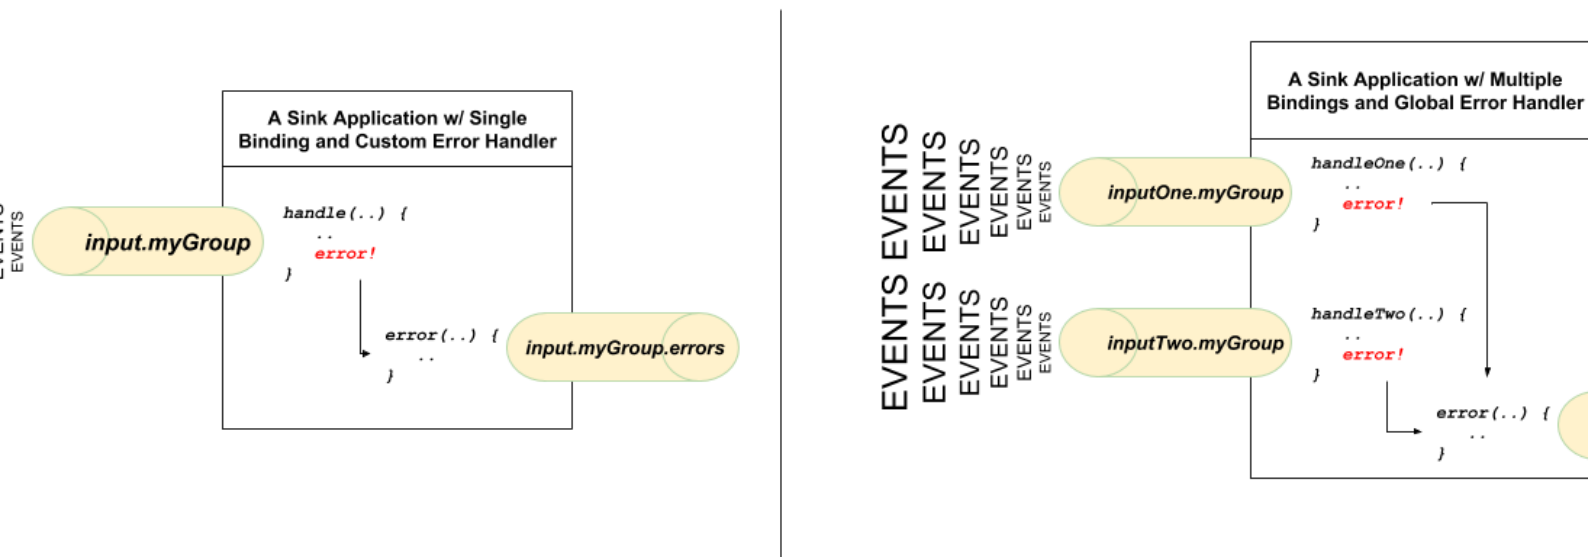 EVENTS
EVENTS
A Sink Application w/ Single
Binding and Custom Error Handler
input.myGroup
handle(..) {
..
error!
}
error(..) {
..
}
input.myGroup.errors
A Sink Application w/ Multiple
Bindings and Global Error Handler
EVENTS
EVENTS
EVENTS
EVENTS
EVENTS
EVENTS
inputOne.myGroup
handleOne(..) {
..
error!
}
EVENTS
EVENTS
EVENTS
EVENTS
EVENTS
EVENTS
inputTwo.myGroup
handleTwo(..) {
..
error!
}
error(..) {
..
}